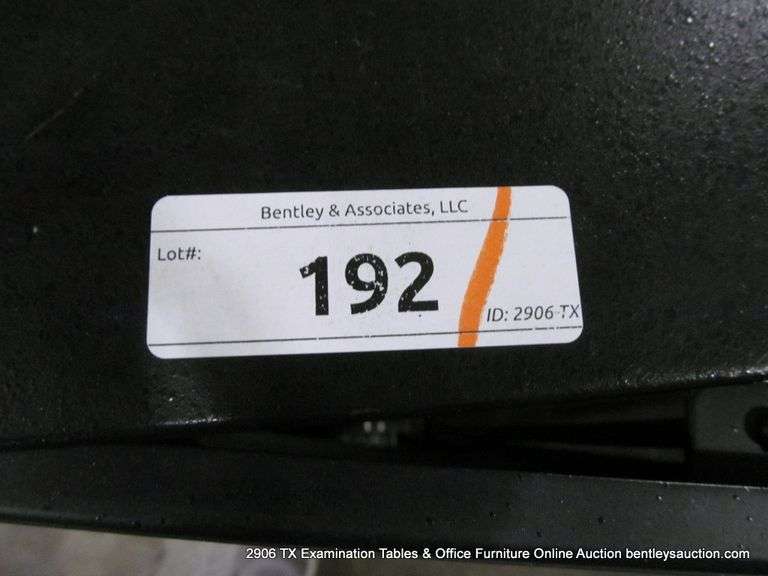 Bentley & Associates, LLC
Lot#:
192
ID: 2906-TX
2906 TX Examination Tables & Office Furniture Online Auction bentleysauction.com